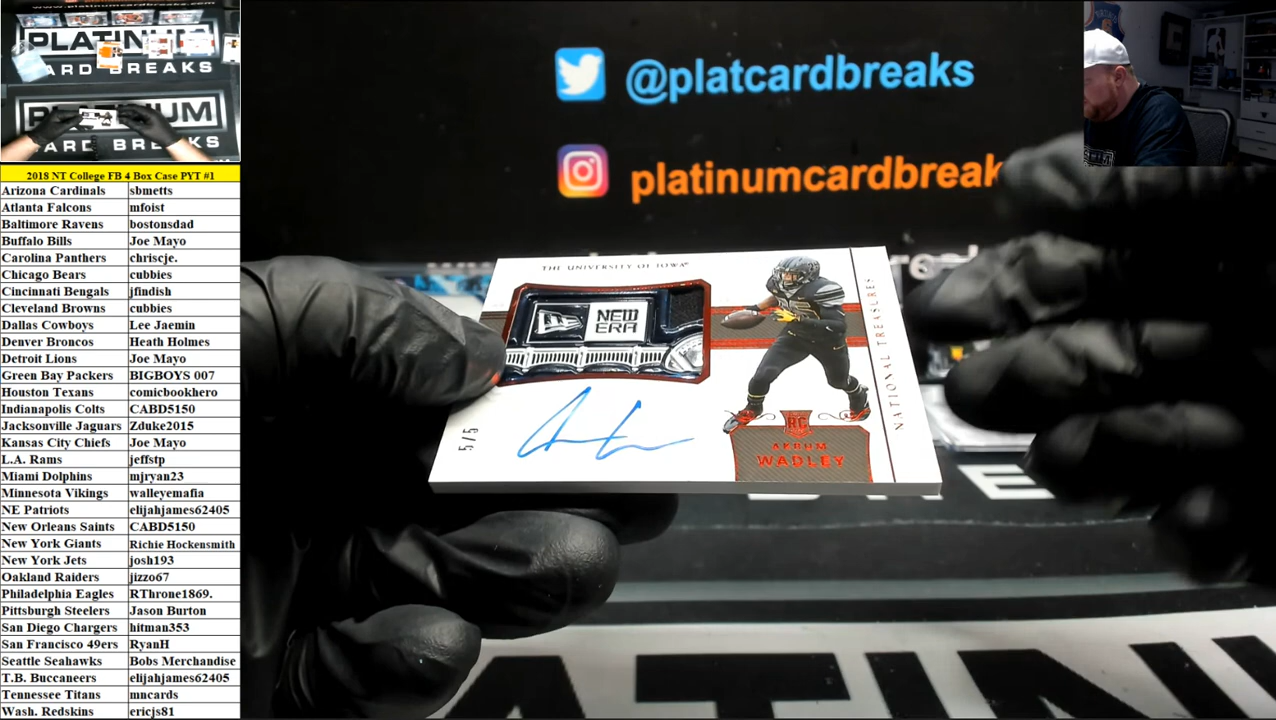 www.platinumcardbreaks.com
PLATINUM
CARD BREAKS
PLATINUM
CARD BREAKS
@platcardbreaks
platinumcardbreak
2018 NT College FB 4 Box Case PYT #1
Arizona Cardinals sbmetts
Atlanta Falcons mfoist
Baltimore Ravens bostonsdad
Buffalo Bills Joe Mayo
Carolina Panthers chriscje.
Chicago Bears cubbies
Cincinnati Bengals jfindish
Cleveland Browns cubbies
Dallas Cowboys Lee Jaemin
Denver Broncos Heath Holmes
Detroit Lions Joe Mayo
Green Bay Packers BIGBOYS 007
Houston Texans comicbookhero
Indianapolis Colts CABD5150
Jacksonville Jaguars Zduke2015
Kansas City Chiefs Joe Mayo
L.A. Rams jeffstp
Miami Dolphins mjryan23
Minnesota Vikings walleyemafia
NE Patriots elijahjames62405
New Orleans Saints CABD5150
New York Giants Richie Hockensmith
New York Jets josh193
Oakland Raiders jizzo67
Philadelphia Eagles RThrone1869.
Pittsburgh Steelers Jason Burton
San Diego Chargers hitman353
San Francisco 49ers RyanH
Seattle Seahawks Bobs Merchandise
T.B. Buccaneers elijahjames62405
Tennessee Titans mncards
Wash. Redskins ericjs81
THE UNIVERSITY OF IOWA
NEW
ERA
5/5
RC
AKRUM
WADLEY
NATIONAL TREASURES